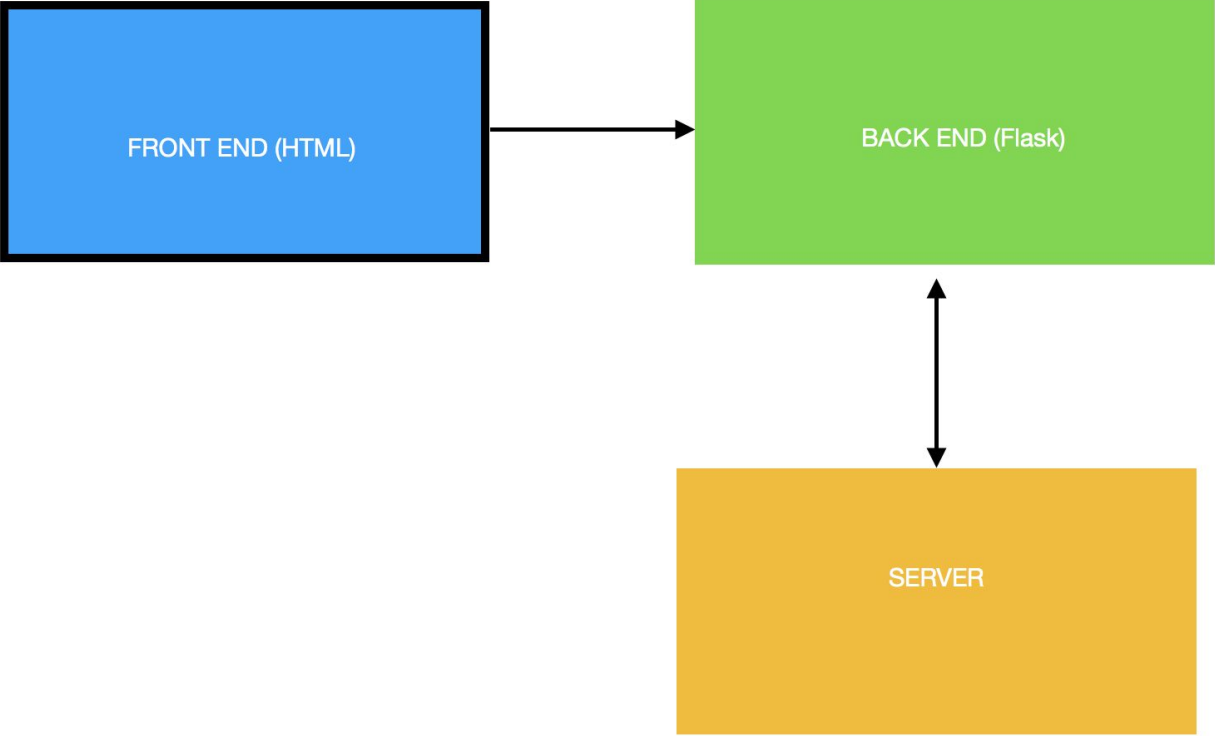 FRONT END (HTML)
BACK END (Flask)
SERVER